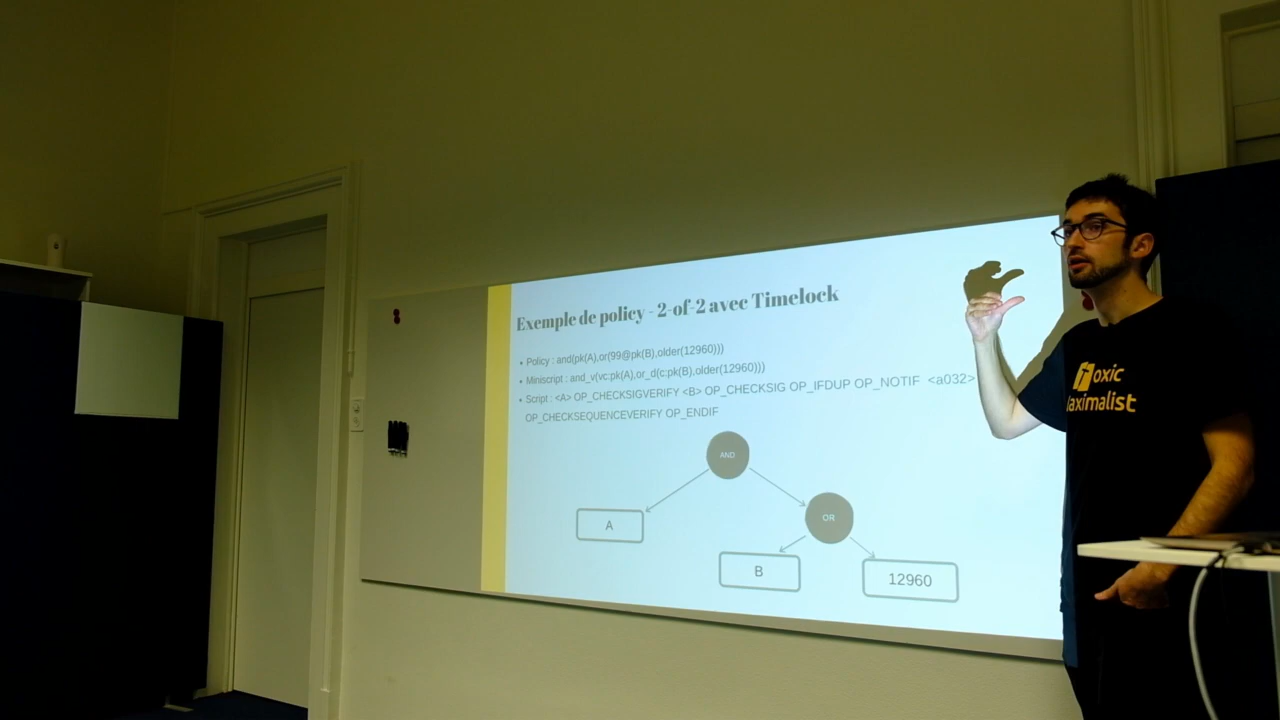 Exemple de policy - 2-of-2 avec Timelock
• Policy : and(pk(A),or(99@pk(B),older(12960)))
• Miniscript : and_v(vc:pk(A),or_d(c:pk(B),older(12960)))
• Script : <A> OP_CHECKSIGVERIFY <B> OP_CHECKSIG OP_IFDUP OP_NOTIF <a032>
OP_CHECKSEQUENCEVERIFY OP_ENDIF
AND
A
OR
B
12960
Toxic
Maximalist